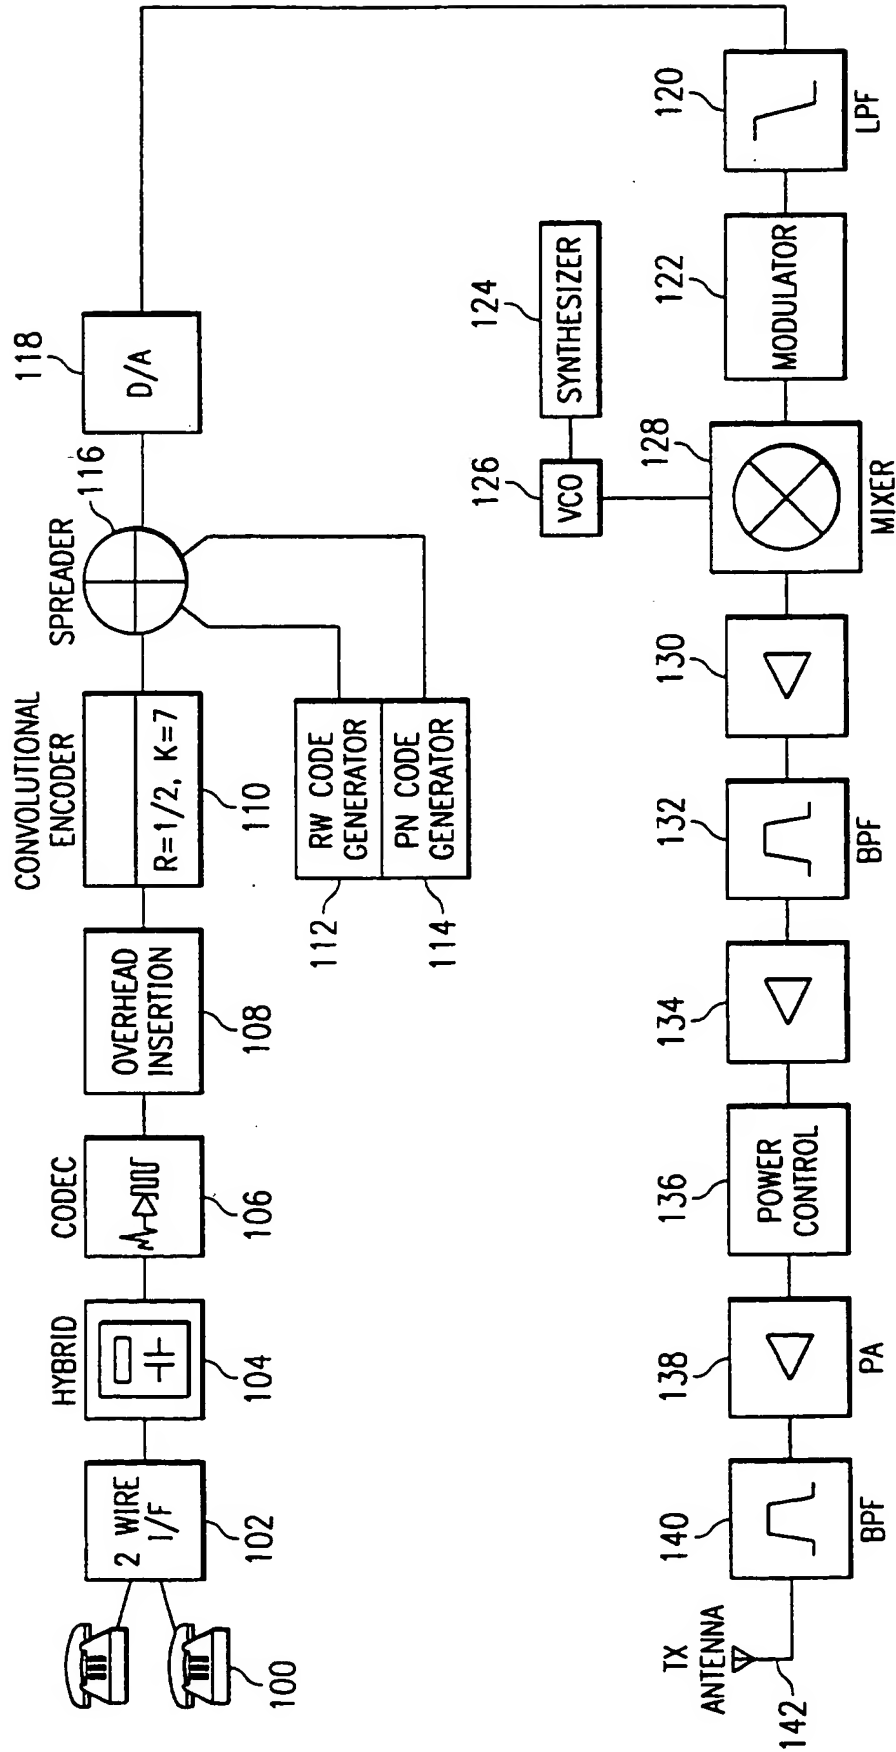 100
2 WIRE
I/F
102
HYBRID
104
CODEC
106
OVERHEAD
INSERTION
108
CONVOLUTIONAL
ENCODER
R=1/2, K=7
110
RW CODE
GENERATOR
112
PN CODE
GENERATOR
114
SPREADER
116
118
D/A
TX
ANTENNA
142
140
BPF
138
PA
136
POWER
CONTROL
134
132
BPF
130
128
MIXER
126
VCO
124
SYNTHESIZER
122
MODULATOR
120
LPF